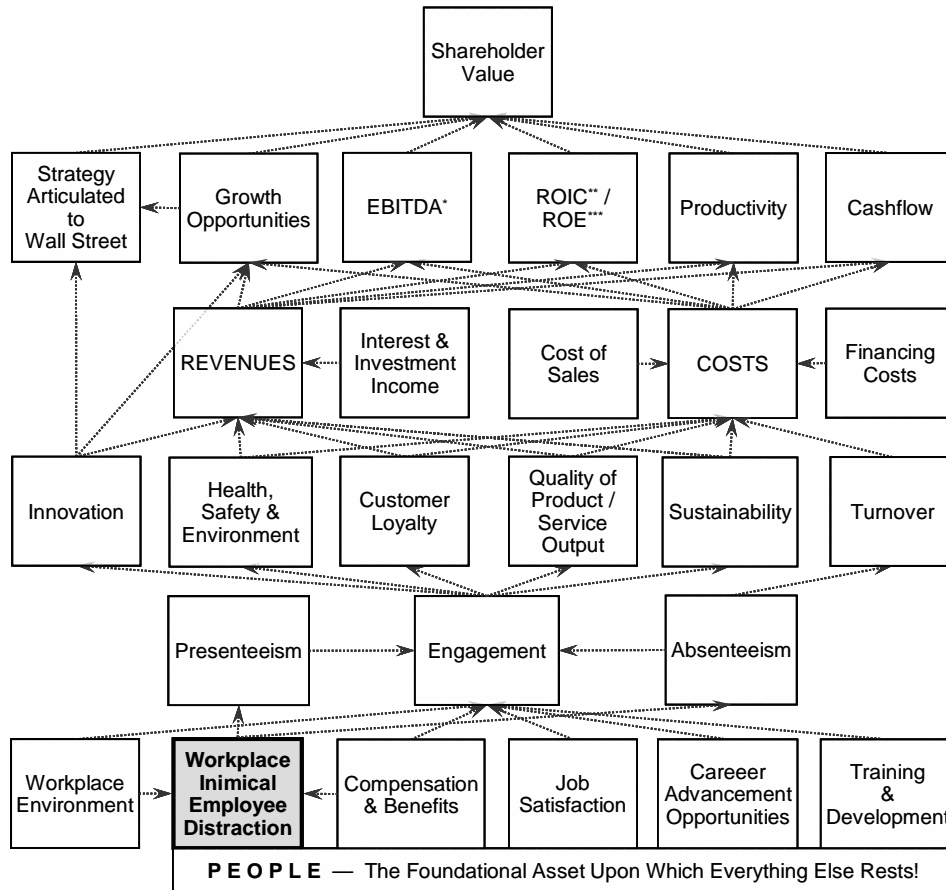 Shareholder
Value
Strategy
Articulated
to
Wall Street
Growth
Opportunities
EBITDA*
ROIC** /
ROE***
Productivity
Cashflow
REVENUES
Interest &
Investment
Income
Cost of
Sales
COSTS
Financing
Costs
Innovation
Health,
Safety &
Environment
Customer
Loyalty
Quality of
Product /
Service
Output
Sustainability
Turnover
Presenteeism
Engagement
Absenteeism
Workplace
Environment
Workplace
Inimical
Employee
Distraction
Compensation
& Benefits
Job
Satisfaction
Careeer
Advancement
Opportunities
Training
&
Development
P E O P L E — The Foundational Asset Upon Which Everything Else Rests!